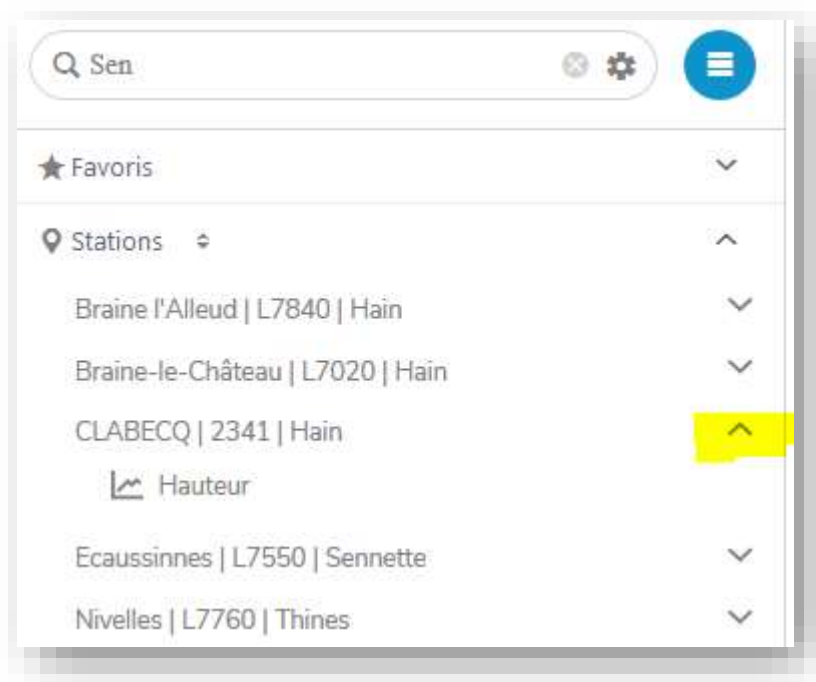 Sen
Favoris
Stations
Braine l'Alleud | L7840 | Hain
Braine-le-Château | L7020 | Hain
CLABECQ | 2341 | Hain
Hauteur
Ecaussinnes | L7550 | Sennette
Nivelles | L7760 | Thines